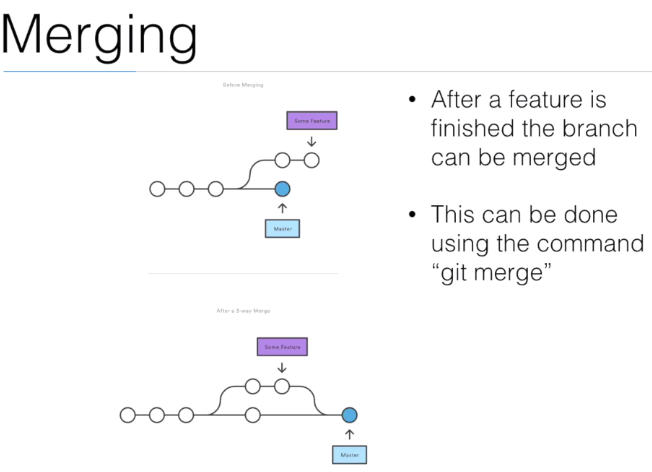 Merging
Before Merging
Some Feature
Master
After a 3-way Merge
Some Feature
Master
• After a feature is
finished the branch
can be merged
• This can be done
using the command
“git merge”